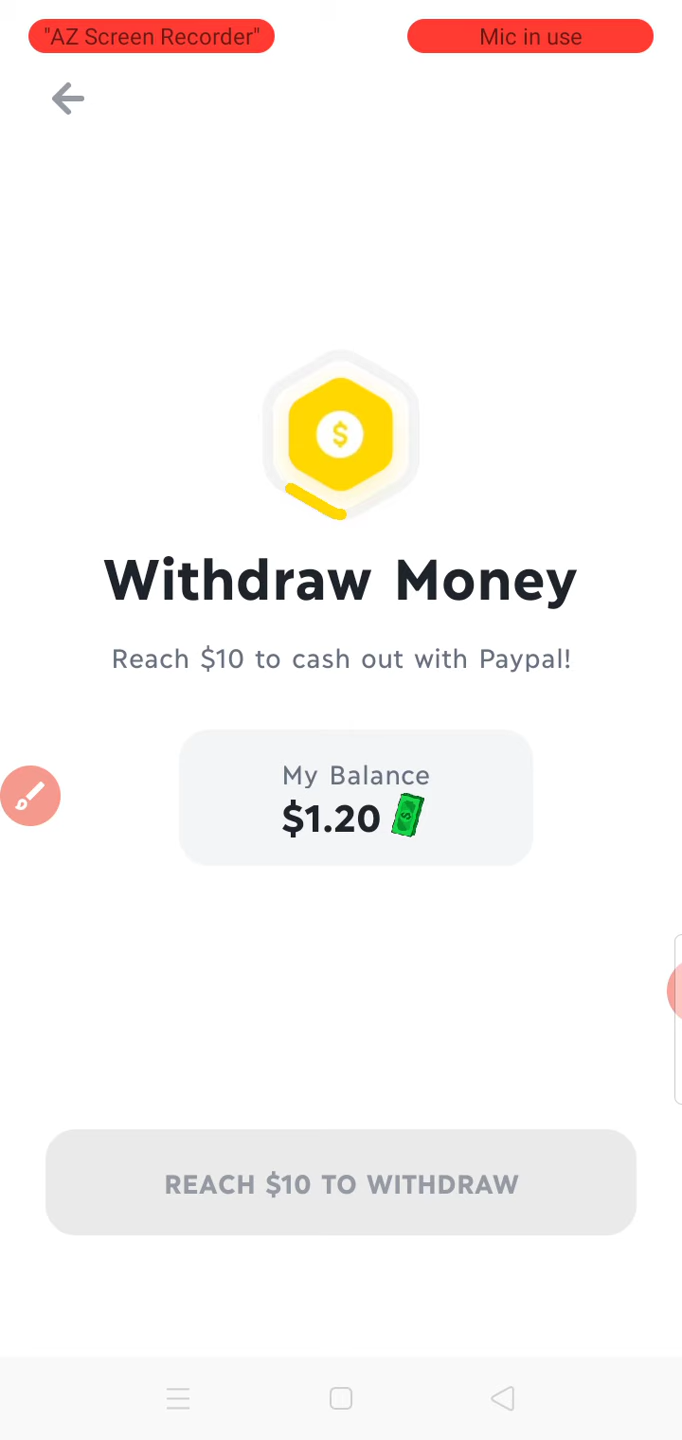 "AZ Screen Recorder" Mic in use
$
Withdraw Money
Reach $10 to cash out with Paypal!
My Balance
$1.20
REACH $10 TO WITHDRAW